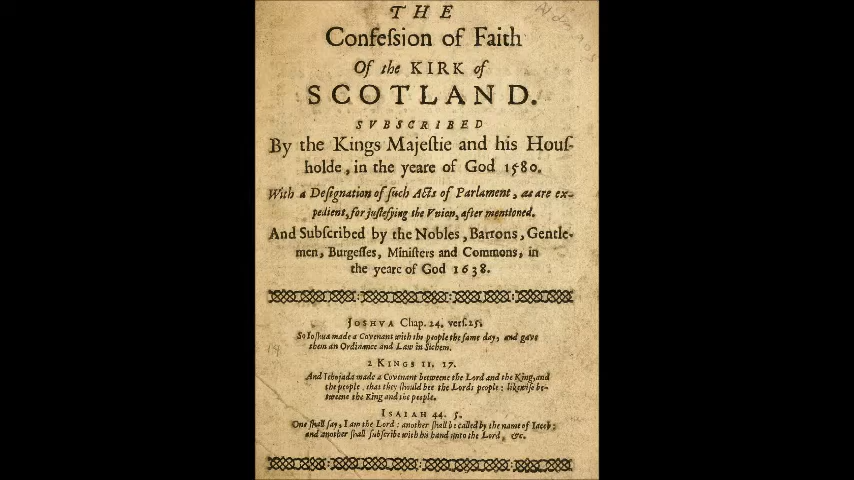 THE
Confeſsion of Faith
Of the KIRK of
SCOTLAND.
SVBSCRIBED
By the Kings Majeſtie and his Houſ-
holde, in the yeare of God 1580.
With a Deſignation of ſuch Acts of Parlament, as are ex-
pedient, for juſtefying the Vnion, after mentioned.
And Subſcribed by the Nobles, Barrons, Gentle-
men, Burgeſſes, Miniſters and Commons, in
the yeare of God 1638.
JOSHVA Chap. 24. verſ. 25.
So Ioſhua made a Covenant with the people the ſame day, and gave
them an Ordinance and Law in Sichem.
2 KINGS 11. 17.
And Iehojada made a Covenant betweene the Lord and the King, and
the people, that they ſhould bee the Lords people: likewiſe be-
tweene the King and the people.
ISAIAH 44. 5.
One ſhall ſay, I am the Lord: another ſhall be called by the name of Iacob:
and another ſhall ſubſcribe with his hand unto the Lord, &c.